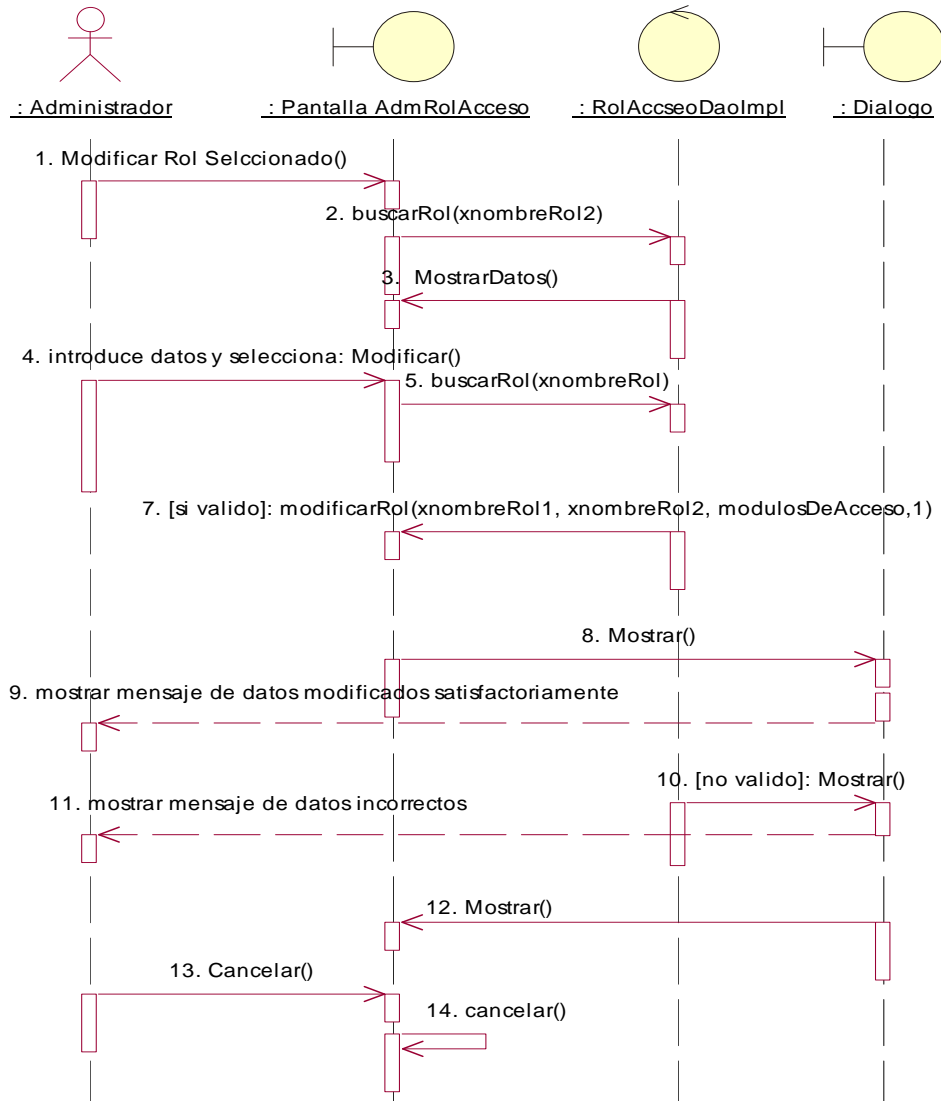 : Administrador
: Pantalla AdmRolAcceso
: RolAccseoDaoImpl
: Dialogo
1. Modificar Rol Selccionado()
2. buscarRol(xnombreRol2)
3. MostrarDatos()
4. introduce datos y selecciona: Modificar()
5. buscarRol(xnombreRol)
7. [si valido]: modificarRol(xnombreRol1, xnombreRol2, modulosDeAcceso,1)
8. Mostrar()
9. mostrar mensaje de datos modificados satisfactoriamente
10. [no valido]: Mostrar()
11. mostrar mensaje de datos incorrectos
12. Mostrar()
13. Cancelar()
14. cancelar()